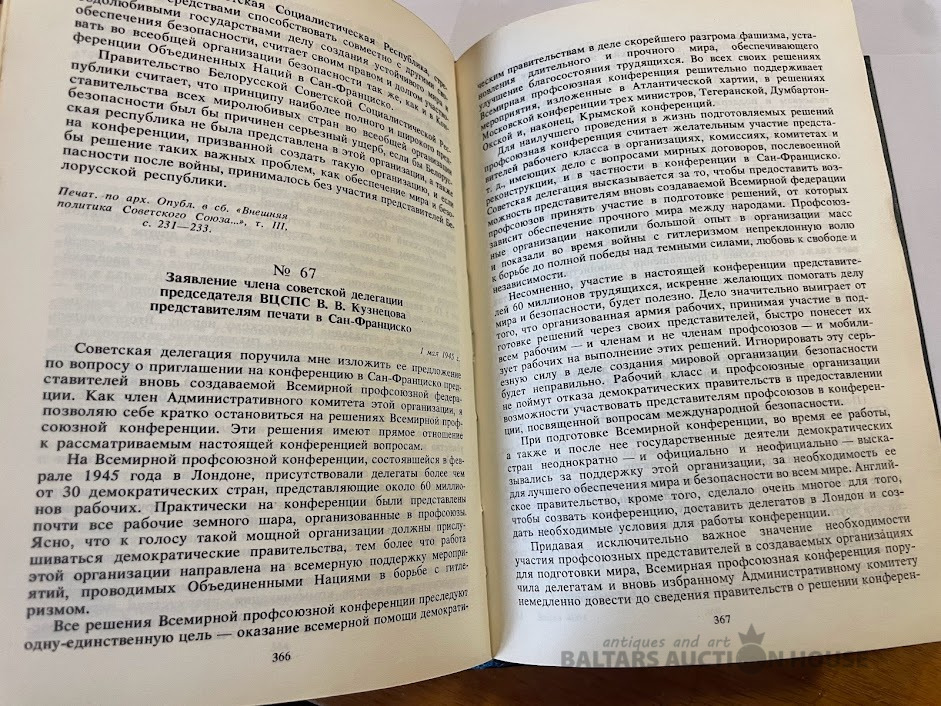 ская Социалистическая Республика, стре-
средствами способствовать совместно с другими сво-
бодолюбивыми государствами делу создания устойчивого мира и
обеспечения безопасности, считает своим правом и долгом участво-
вать во всеобщей организации безопасности так же, как и в кон-
ференции Объединенных Наций в Сан-Франциско.
Правительство Белорусской Советской Социалистической Рес-
публики считает, что принципу наиболее полного и широкого пред-
ставительства всех миролюбивых стран во всеобщей организации
безопасности был бы причинен серьезный ущерб, если бы Белорус-
ская республика не была представлена в этой организации, а также
на конференции, призванной создать такую организацию, и если
бы решение таких важных проблем, как обеспечение мира и безо-
пасности после войны, принималось без участия представителей Бе-
лорусской республики.
Печат. по арх. Опубл. в сб. «Внешняя
политика Советского Союза...», т. III,
с. 231—233.
№ 67
Заявление члена советской делегации
председателя ВЦСПС В. В. Кузнецова
представителям печати в Сан-Франциско
1 мая 1945 г.
Советская делегация поручила мне изложить ее предложение
по вопросу о приглашении на конференцию в Сан-Франциско пред-
ставителей вновь создаваемой Всемирной профсоюзной федера-
ции. Как член Административного комитета этой организации, я
позволяю себе кратко остановиться на решениях Всемирной проф-
союзной конференции. Эти решения имеют прямое отношение
к рассматриваемым настоящей конференцией вопросам.
На Всемирной профсоюзной конференции, состоявшейся в фев-
рале 1945 года в Лондоне, присутствовали делегаты более чем
от 30 демократических стран, представляющие около 60 миллио-
нов рабочих. Практически на конференции были представлены
почти все рабочие земного шара, организованные в профсоюзы.
Ясно, что к голосу такой мощной организации должны прислу-
шиваться демократические правительства, тем более что работа
этой организации направлена на всемерную поддержку меропри-
ятий, проводимых Объединенными Нациями в борьбе с гитле-
ризмом.
Все решения Всемирной профсоюзной конференции преследуют
одну-единственную цель — оказание всемерной помощи демократи-
366
ческим правительствам в деле скорейшего разгрома фашизма, уста-
новления длительного и прочного мира, обеспечивающего
улучшение благосостояния трудящихся. Во всех своих решениях
Всемирная профсоюзная конференция решительно поддерживает
мероприятия, изложенные в Атлантической хартии, в решениях
Московской конференции трех министров, Тегеранской, Думбартон-
Окской и, наконец, Крымской конференций.
Для наилучшего проведения в жизнь подготовляемых решений
профсоюзная конференция считает желательным участие предста-
вителей рабочего класса в организациях, комиссиях, комитетах и
т. д., имеющих дело с вопросами мирных договоров, послевоенной
реконструкции, и в частности в конференции в Сан-Франциско.
Советская делегация высказывается за то, чтобы предоставить
возможность представителям вновь создаваемой Всемирной федерации
профсоюзов принять участие в подготовке решений, от которых
зависит обеспечение прочного мира между народами. Профсоюз-
ные организации накопили большой опыт в организации масс
и показали во время войны с гитлеризмом непреклонную волю
к борьбе до полной победы над темными силами, любовь к свободе и
независимости.
Несомненно, участие в настоящей конференции представите-
лей 60 миллионов трудящихся, искренне желающих помогать делу
мира и безопасности, будет полезно. Дело значительно выиграет от
того, что организованная армия рабочих, принимая участие в под-
готовке решений через своих представителей, быстро понесет их
всем рабочим — и членам и не членам профсоюзов — и мобили-
зует рабочих на выполнение этих решений. Игнорировать эту серь-
езную силу в деле создания мировой организации безопасности
будет неправильно. Рабочий класс и профсоюзные организации
не поймут отказа демократических правительств в предоставлении
возможности участвовать представителям профсоюзов в конферен-
ции, посвященной вопросам международной безопасности.
При подготовке Всемирной конференции, во время ее работы,
а также и после нее государственные деятели демократических
стран неоднократно — и официально и неофициально — выска-
зывались за поддержку этой организации, за необходимость ее
для лучшего обеспечения мира и безопасности во всем мире. Англий-
ское правительство, кроме того, сделало очень многое для того,
чтобы созвать конференцию, доставить делегатов в Лондон и соз-
дать необходимые условия для работы конференции.
Придавая исключительно важное значение необходимости
участия профсоюзных представителей в создаваемых организациях
для подготовки мира, Всемирная профсоюзная конференция пору-
чила делегатам и вновь избранному Административному комитету
немедленно довести до сведения правительств о решении конферен-
367
antiques and art
BALTARS AUCTION HOUSE